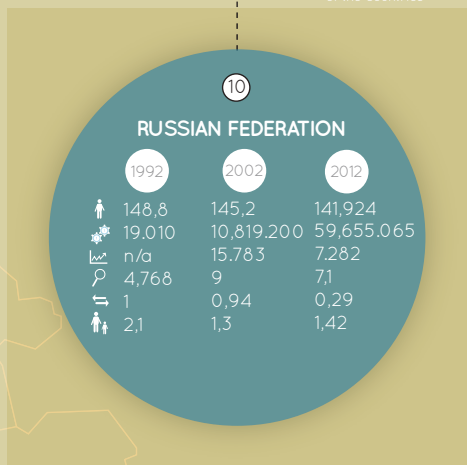 10
RUSSIAN FEDERATION
1992 2002 2012
148,8 145,2 141,924
19.010 10,819.200 59,655.065
n/a 15.783 7.282
4,768 9 7,1
1 0,94 0,29
2,1 1,3 1,42